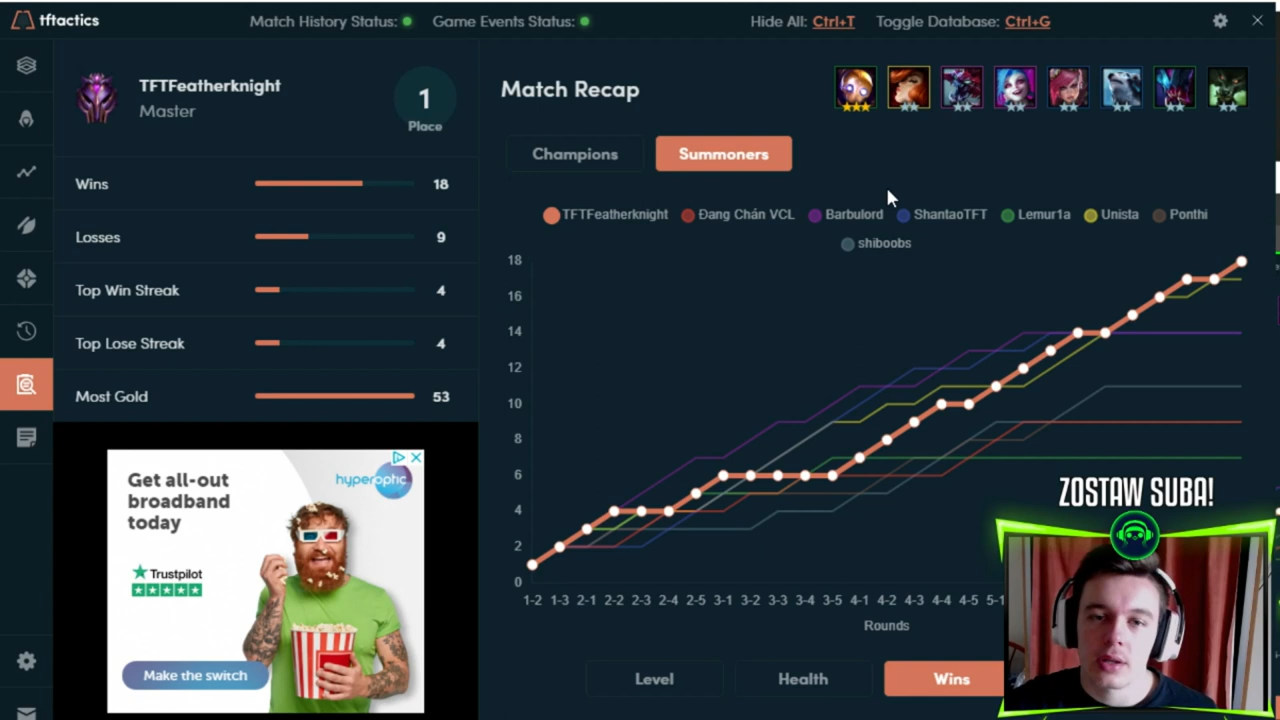 tftactics
Match History Status:
Game Events Status:
Hide All: Ctrl+T
Toggle Database: Ctrl+G
TFTFeatherknight
Master
1
Place
Wins 18
Losses 9
Top Win Streak 4
Top Lose Streak 4
Most Gold 53
Get all-out
broadband
today
hyperoptic
Trustpilot
Make the switch
Match Recap
Champions
Summoners
TFTFeatherknight Đang Chán VCL Barbulord ShantaoTFT Lemur1a Unista Ponthi
shiboobs
18
16
14
12
10
8
6
4
2
0
1-2 1-3 2-1 2-2 2-3 2-4 2-5 3-1 3-2 3-3 3-4 3-5 4-1 4-2 4-3 4-4 4-5 5-1
Rounds
Level
Health
Wins
ZOSTAW SUBA!